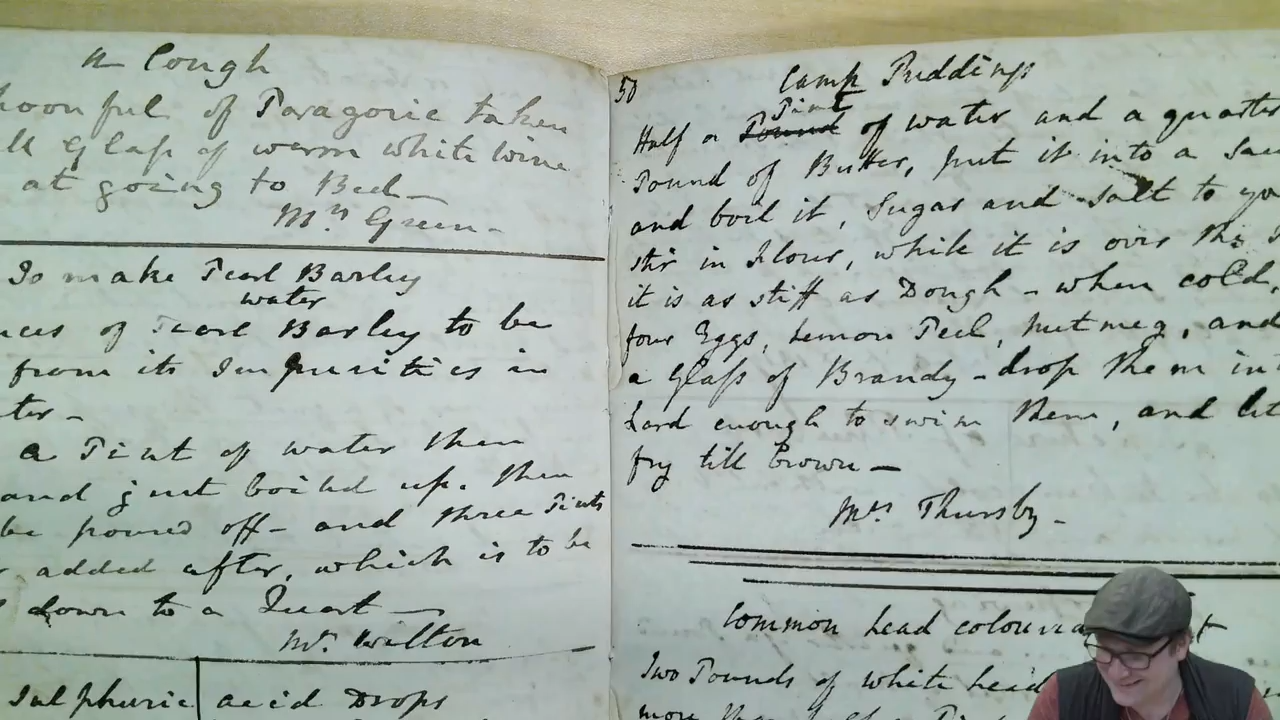 a Cough
poonful of Paragoric taken
Glaſs of warm white wine
at going to Bed—
Mrs Green-
To make Pearl Barley
water
of Pearl Barley to be
from its Impurities in
ter-
a Pint of water then
and just boiled up. then
be poured off- and three Pints
added after, which is to be
down to a Quart—
Mr Wilton
Sulphuric acid Drops
50
Camp Puddings
Pint
Half a Pound of water and a quarter
Pound of Butter, put it into a Sau
and boil it, Sugar and salt to yo
stir in Flour, while it is over the
it is as stiff as Dough - when cold,
four Eggs, Lemon Peel, nutmeg, and
a Glaſs of Brandy - drop them in
Lard enough to swim them, and let
fry till brown—
Mrs Thursby-
Common Lead coloured
Two Pounds of white Lead
more than half a